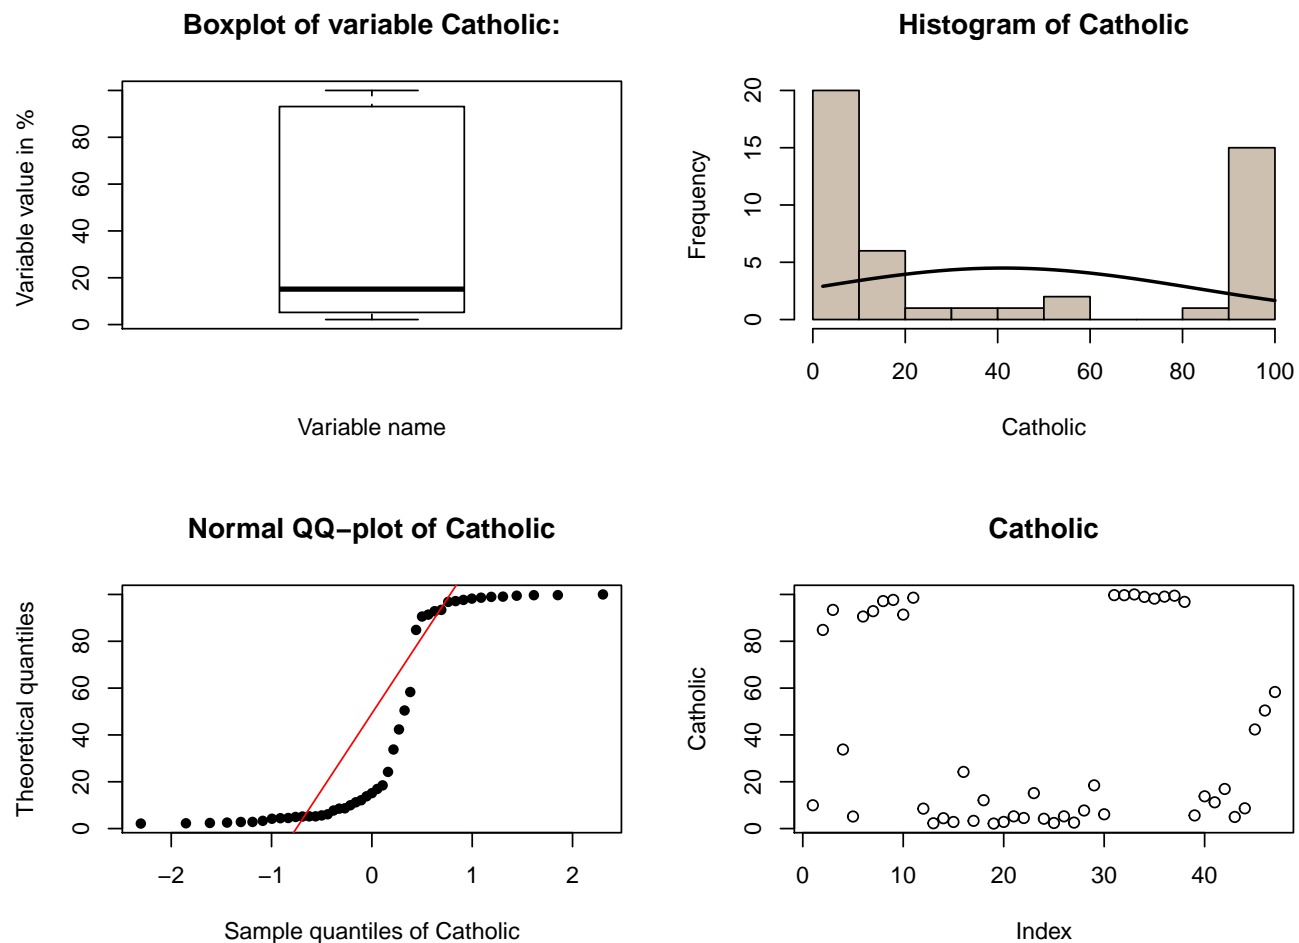 Boxplot of variable Catholic:
Variable value in %
0 20 40 60 80
Variable name
Histogram of Catholic
Frequency
0 5 10 15 20
0 20 40 60 80 100
Catholic
Normal QQ−plot of Catholic
Theoretical quantiles
0 20 40 60 80
−2 −1 0 1 2
Sample quantiles of Catholic
Catholic
Catholic
0 20 40 60 80
0 10 20 30 40
Index